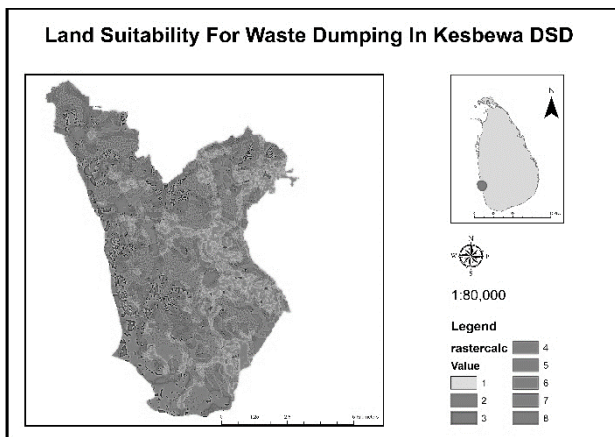 Land Suitability For Waste Dumping In Kesbewa DSD
N
N
W
E
S
1:80,000
Legend
rastercalc
Value
1
2
3
4
5
6
7
8
0